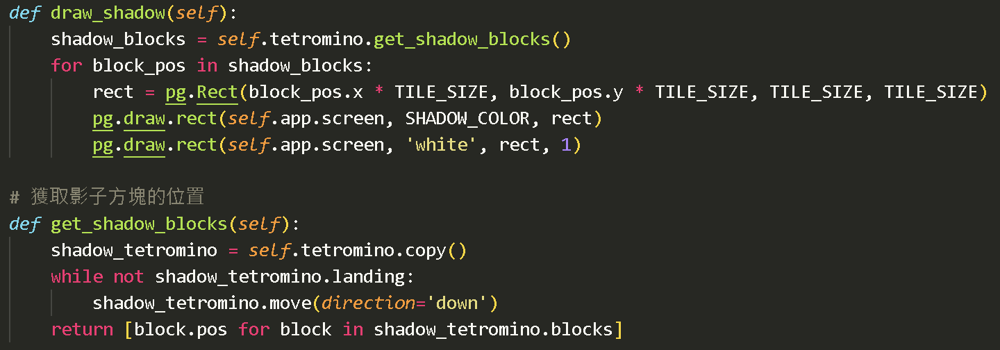 def draw_shadow(self):
    shadow_blocks = self.tetromino.get_shadow_blocks()
    for block_pos in shadow_blocks:
        rect = pg.Rect(block_pos.x * TILE_SIZE, block_pos.y * TILE_SIZE, TILE_SIZE, TILE_SIZE)
        pg.draw.rect(self.app.screen, SHADOW_COLOR, rect)
        pg.draw.rect(self.app.screen, 'white', rect, 1)

# 獲取影子方塊的位置
def get_shadow_blocks(self):
    shadow_tetromino = self.tetromino.copy()
    while not shadow_tetromino.landing:
        shadow_tetromino.move(direction='down')
    return [block.pos for block in shadow_tetromino.blocks]